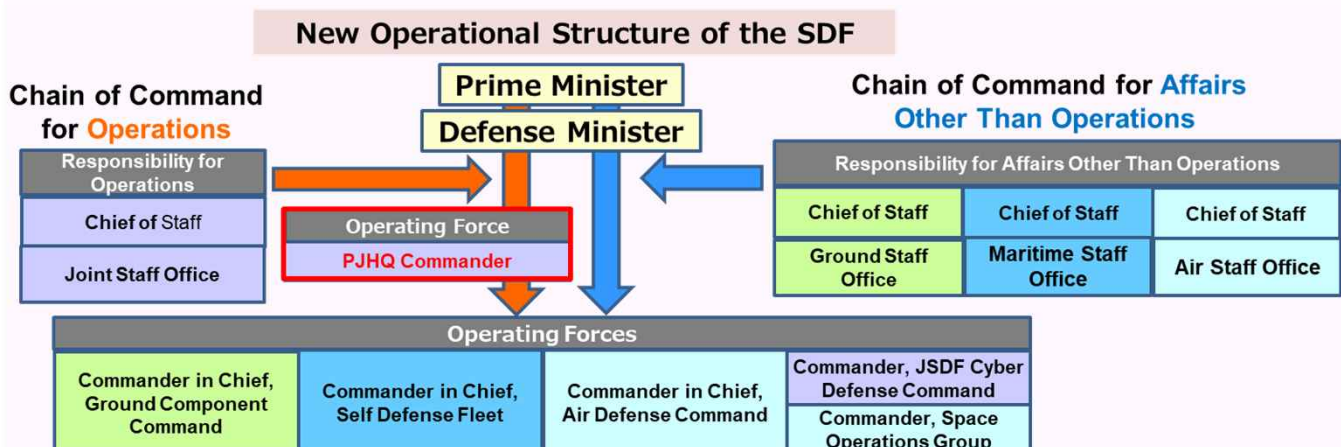 New Operational Structure of the SDF
Chain of Command
for Operations
Prime Minister
Defense Minister
Chain of Command for Affairs
Other Than Operations
Responsibility for
Operations
Chief of Staff
Joint Staff Office
Operating Force
PJHQ Commander
Responsibility for Affairs Other Than Operations
Chief of Staff
Chief of Staff
Chief of Staff
Ground Staff
Office
Maritime Staff
Office
Air Staff Office
Operating Forces
Commander in Chief,
Ground Component
Command
Commander in Chief,
Self Defense Fleet
Commander in Chief,
Air Defense Command
Commander, JSDF Cyber
Defense Command
Commander, Space
Operations Group